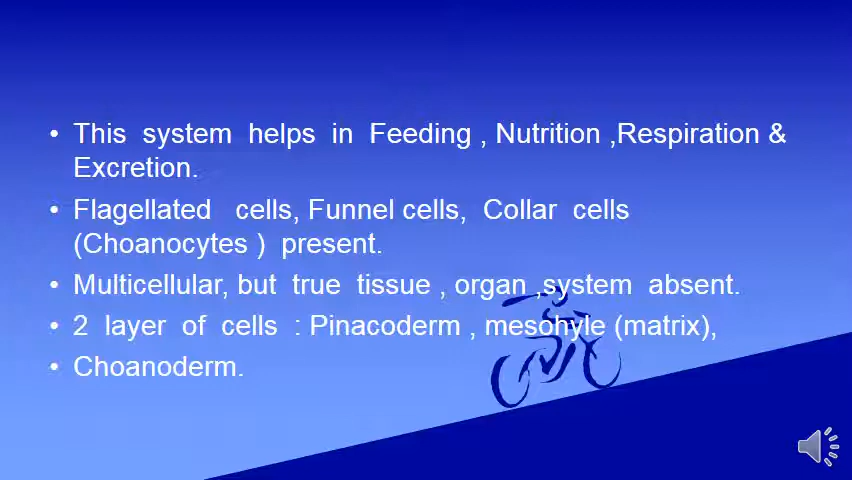 • This system helps in Feeding , Nutrition ,Respiration &
Excretion.
• Flagellated cells, Funnel cells, Collar cells
(Choanocytes ) present.
• Multicellular, but true tissue , organ ,system absent.
• 2 layer of cells : Pinacoderm , mesohyle (matrix),
• Choanoderm.